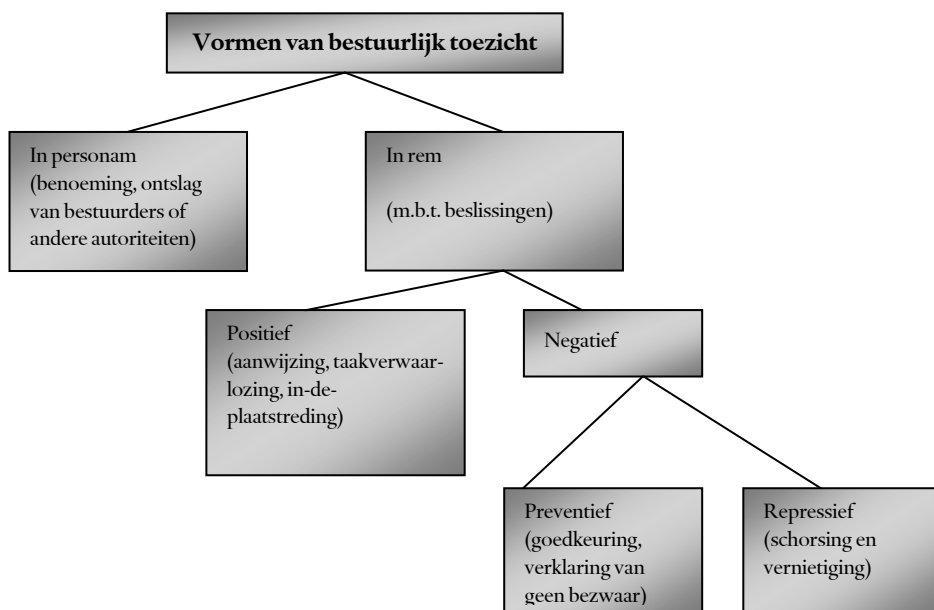 Vormen van bestuurlijk toezicht
In personam
(benoeming, ontslag
van bestuurders of
andere autoriteiten)
In rem
(m.b.t. beslissingen)
Positief
(aanwijzing, taakverwaar-
lozing, in-de-
plaatstreding)
Negatief
Preventief
(goedkeuring,
verklaring van
geen bezwaar)
Repressief
(schorsing en
vernietiging)